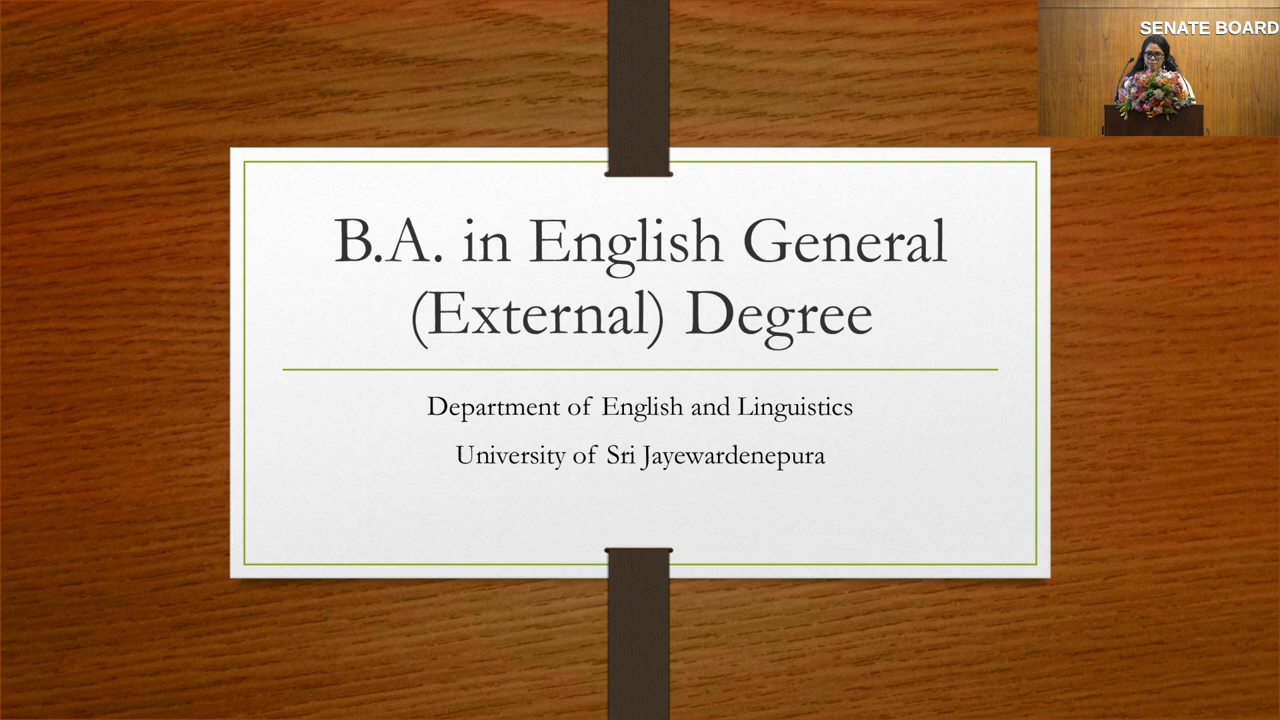 SENATE BOARD
B.A. in English General
(External) Degree
Department of English and Linguistics
University of Sri Jayewardenepura